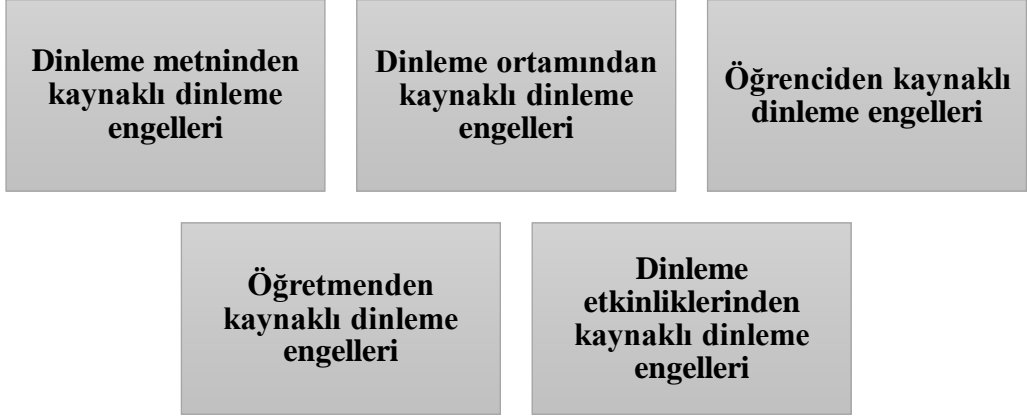 Dinleme metninden
kaynaklı dinleme
engelleri
Dinleme ortamından
kaynaklı dinleme
engelleri
Öğrenciden kaynaklı
dinleme engelleri
Öğretmenden
kaynaklı dinleme
engelleri
Dinleme
etkinliklerinden
kaynaklı dinleme
engelleri